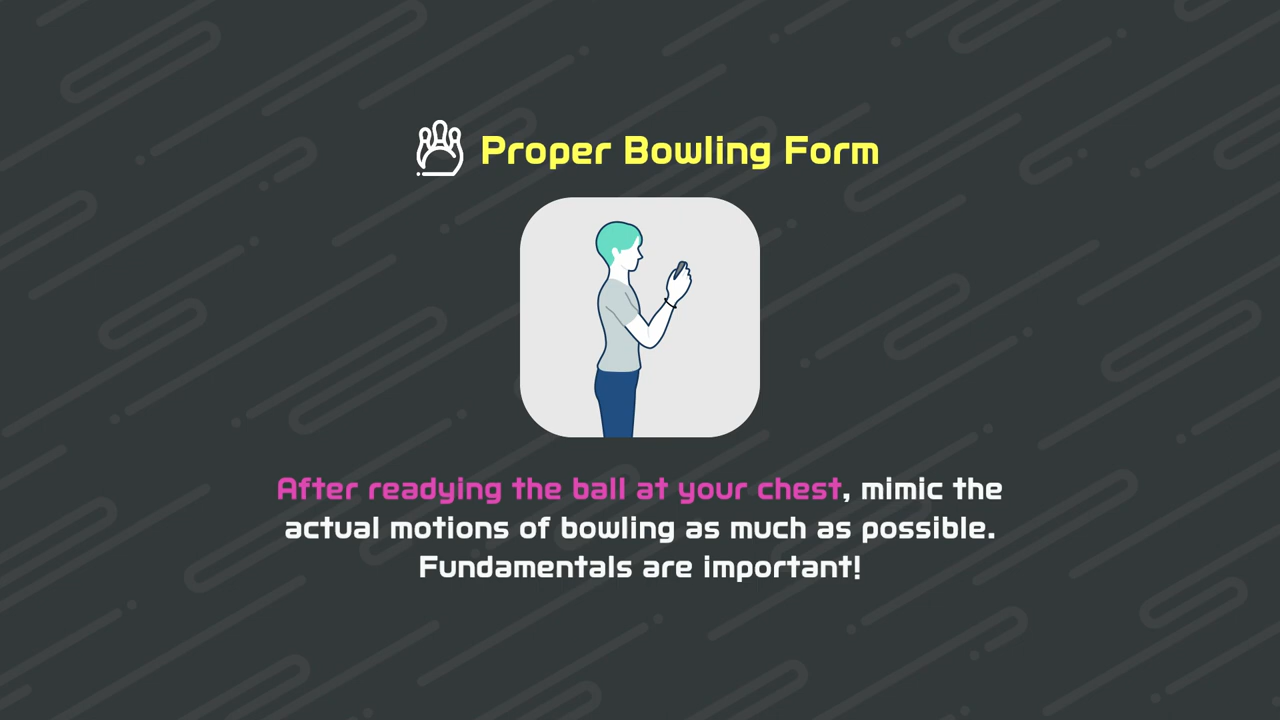 Proper Bowling Form
After readying the ball at your chest, mimic the
actual motions of bowling as much as possible.
Fundamentals are important!